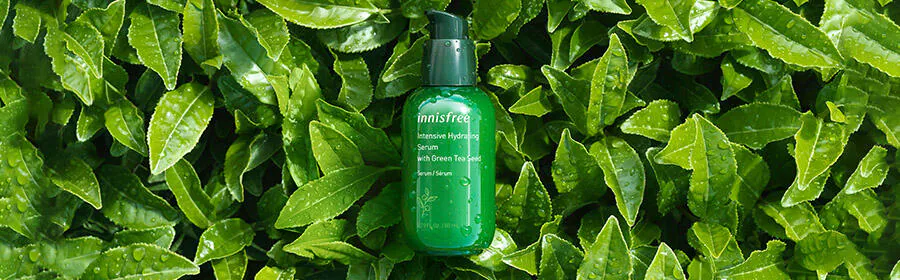 innisfree
Intensive Hydrating
Serum
with Green Tea Seed
Serum / Sérum